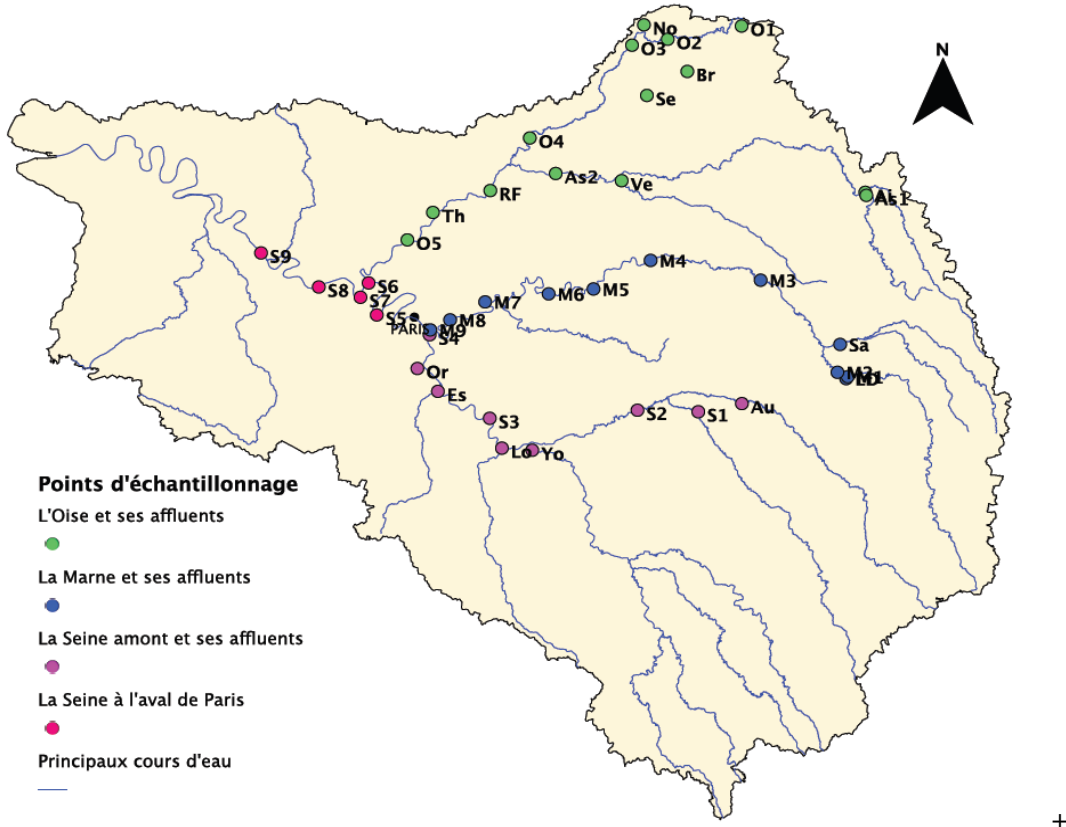 No
O1
O2
O3
N
Br
Se
O4
As2
Ve
As1
RF
Th
O5
S9
M4
M3
S6
S8
S7
M5
M6
M7
S5
PARIS
M8
M9
S4
Sa
Or
M2
M1
Es
Au
S3
S2
S1
Lo
Yo
Points d'échantillonnage
L'Oise et ses affluents
La Marne et ses affluents
La Seine amont et ses affluents
La Seine à l'aval de Paris
Principaux cours d'eau
+